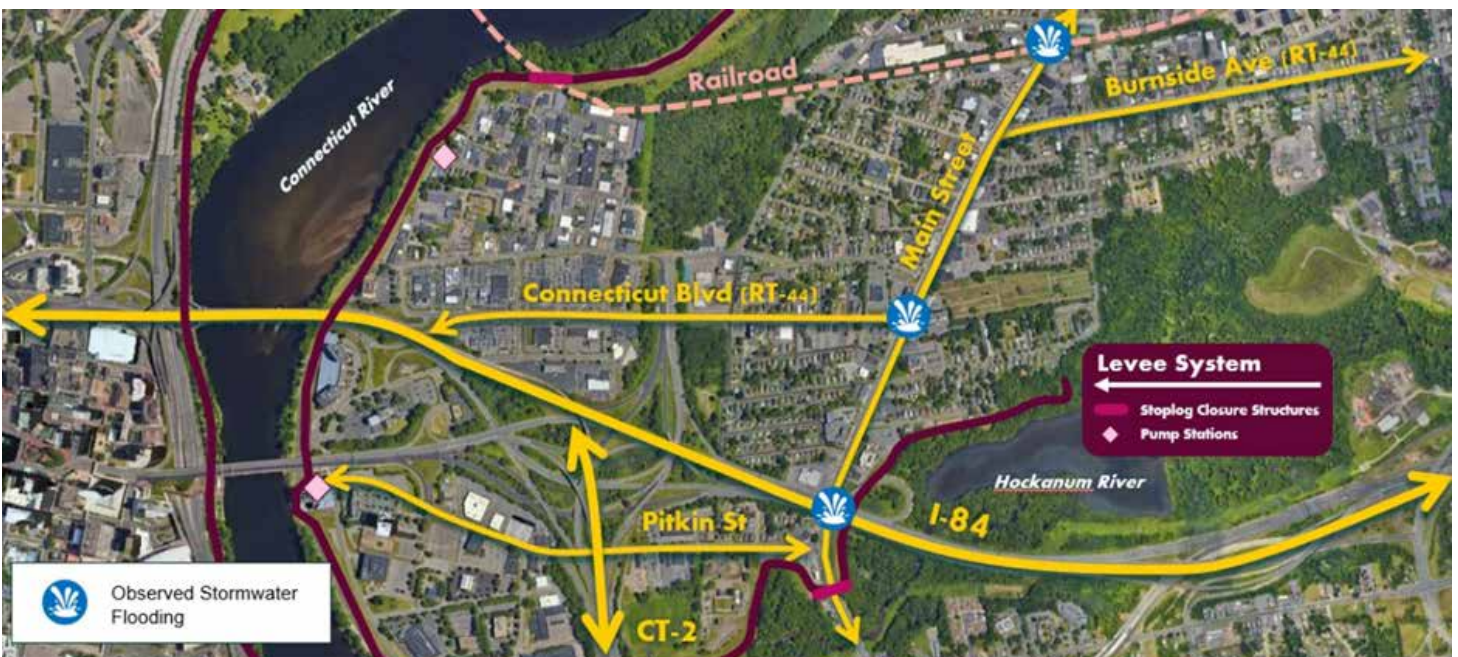 Railroad
Burnside Ave (RT-44)
Connecticut River
Main Street
Connecticut Blvd (RT-44)
Levee System
Stoplog Closure Structures
Pump Stations
Hockanum River
I-84
Pitkin St
Observed Stormwater
Flooding
CT-2